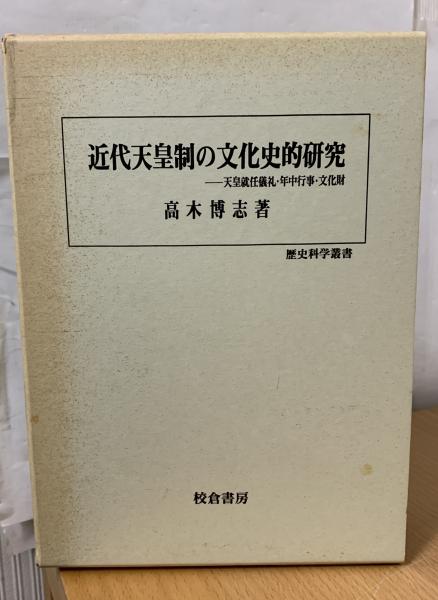 近代天皇制の文化史的研究
――天皇就任儀礼・年中行事・文化財
高木博志著
歴史科学叢書
校倉書房